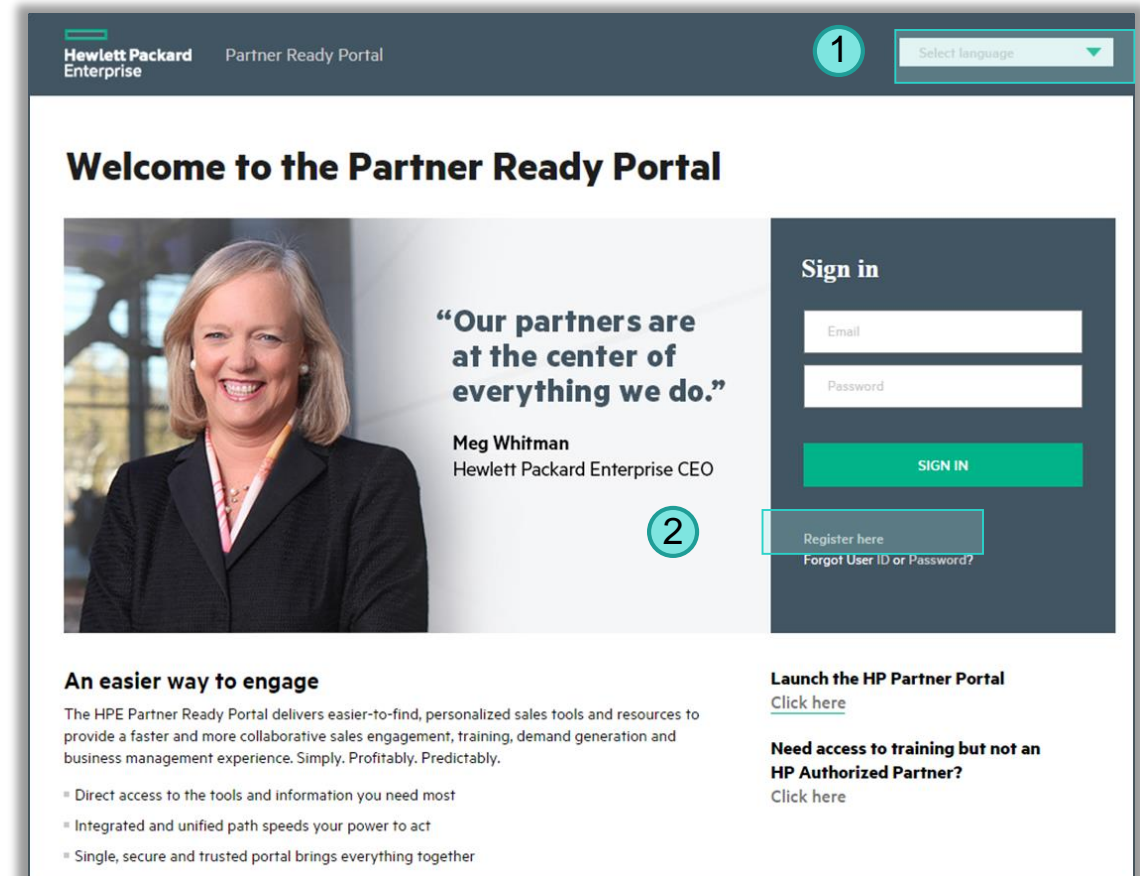 Hewlett Packard
Enterprise
Partner Ready Portal
1
Select language
Welcome to the Partner Ready Portal
“Our partners are
at the center of
everything we do.”
Meg Whitman
Hewlett Packard Enterprise CEO
Sign in
Email
Password
SIGN IN
2
Register here
Forgot User ID or Password?
An easier way to engage
The HPE Partner Ready Portal delivers easier-to-find, personalized sales tools and resources to
provide a faster and more collaborative sales engagement, training, demand generation and
business management experience. Simply. Profitably. Predictably.
Direct access to the tools and information you need most
Integrated and unified path speeds your power to act
Single, secure and trusted portal brings everything together
Launch the HP Partner Portal
Click here
Need access to training but not an
HP Authorized Partner?
Click here